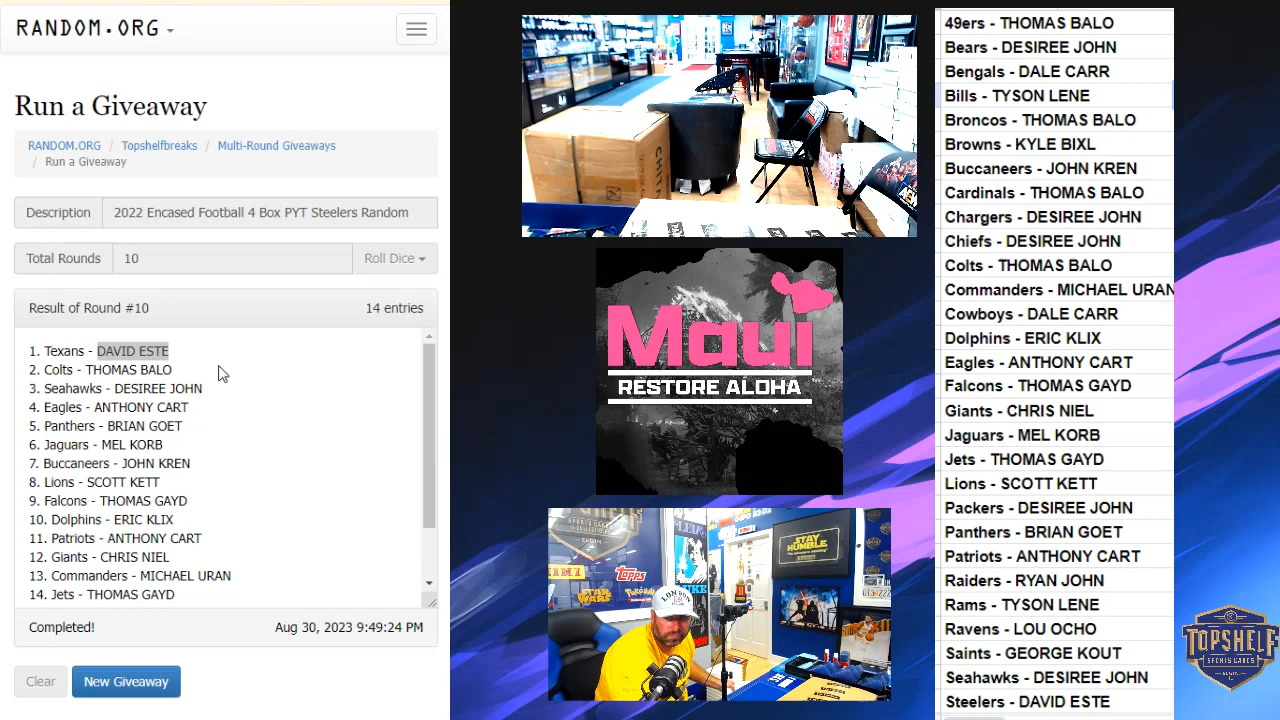 RANDOM.ORG
Run a Giveaway
RANDOM.ORG / Topshelfbreaks / Multi-Round Giveaways
/ Run a Giveaway
Description 2022 Encased Football 4 Box PYT Steelers Random
Total Rounds 10 Roll Dice
Result of Round #10 14 entries
1. Texans - DAVID ESTE
2. Colts - THOMAS BALO
3. Seahawks - DESIREE JOHN
4. Eagles - ANTHONY CART
5. Panthers - BRIAN GOET
6. Jaguars - MEL KORB
7. Buccaneers - JOHN KREN
8. Lions - SCOTT KETT
9. Falcons - THOMAS GAYD
10. Dolphins - ERIC KLIX
11. Patriots - ANTHONY CART
12. Giants - CHRIS NIEL
13. Commanders - MICHAEL URAN
14. Jets - THOMAS GAYD
Completed! Aug 30, 2023 9:49:24 PM
Clear New Giveaway
Maui
RESTORE ALOHA
STAY
HUMBLE
Topps
STAR
WARS
LONDON
49ers - THOMAS BALO
Bears - DESIREE JOHN
Bengals - DALE CARR
Bills - TYSON LENE
Broncos - THOMAS BALO
Browns - KYLE BIXL
Buccaneers - JOHN KREN
Cardinals - THOMAS BALO
Chargers - DESIREE JOHN
Chiefs - DESIREE JOHN
Colts - THOMAS BALO
Commanders - MICHAEL URAN
Cowboys - DALE CARR
Dolphins - ERIC KLIX
Eagles - ANTHONY CART
Falcons - THOMAS GAYD
Giants - CHRIS NIEL
Jaguars - MEL KORB
Jets - THOMAS GAYD
Lions - SCOTT KETT
Packers - DESIREE JOHN
Panthers - BRIAN GOET
Patriots - ANTHONY CART
Raiders - RYAN JOHN
Rams - TYSON LENE
Ravens - LOU OCHO
Saints - GEORGE KOUT
Seahawks - DESIREE JOHN
Steelers - DAVID ESTE
TOPSHELF
SPORTS CARDS
ELGIN